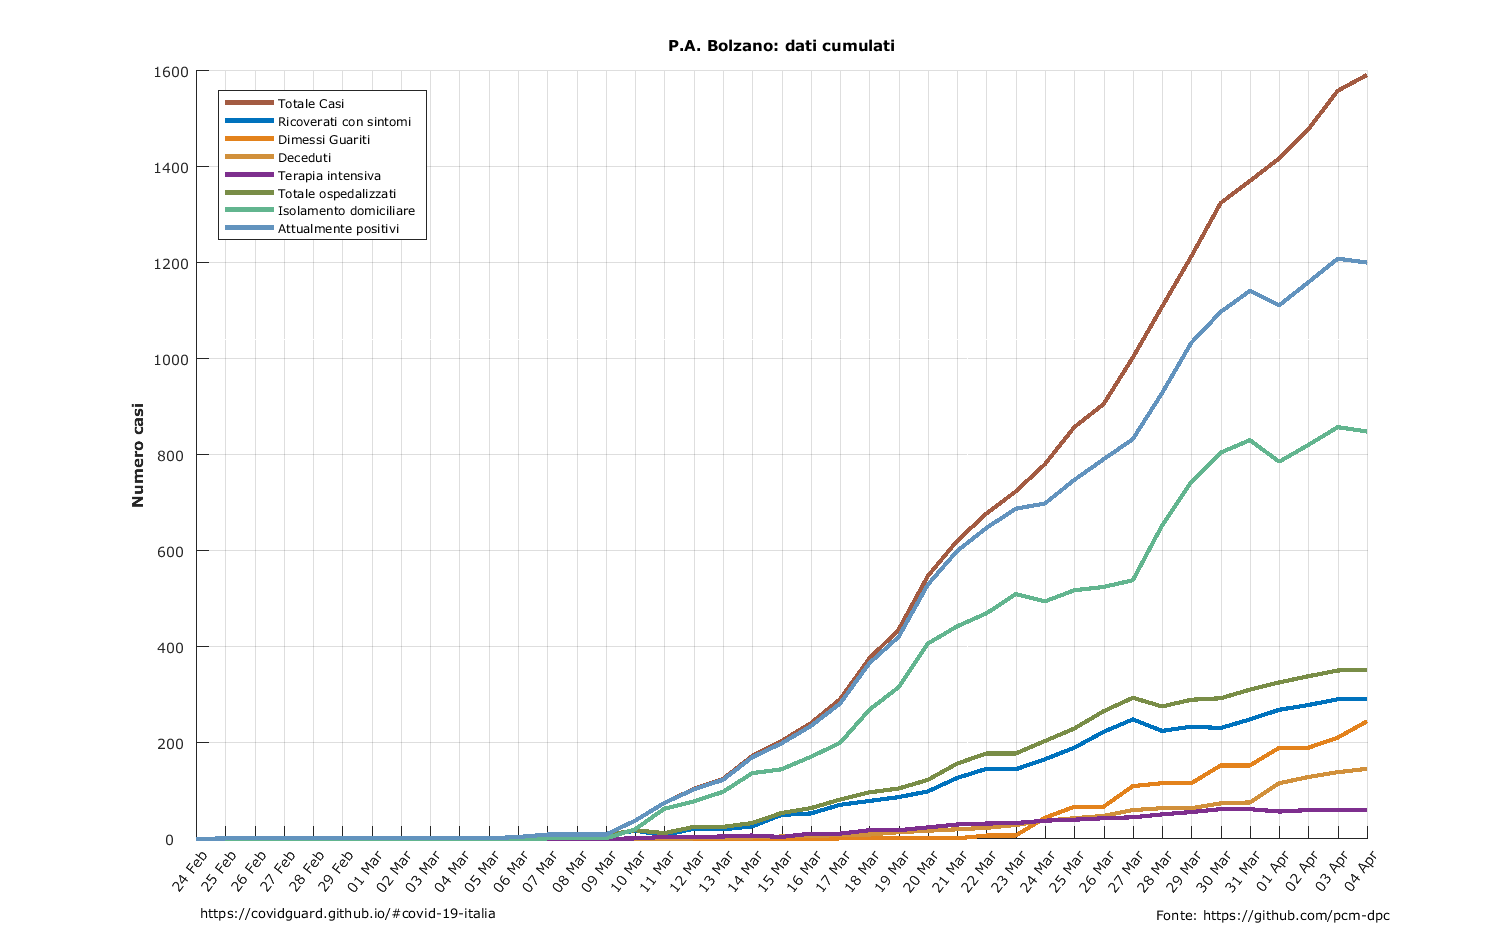 P.A. Bolzano: dati cumulati
1600
1400
1200
1000
800
600
400
200
0
Numero casi
Totale Casi
Ricoverati con sintomi
Dimessi Guariti
Deceduti
Terapia intensiva
Totale ospedalizzati
Isolamento domiciliare
Attualmente positivi
24 Feb
25 Feb
26 Feb
27 Feb
28 Feb
29 Feb
01 Mar
02 Mar
03 Mar
04 Mar
05 Mar
06 Mar
07 Mar
08 Mar
09 Mar
10 Mar
11 Mar
12 Mar
13 Mar
14 Mar
15 Mar
16 Mar
17 Mar
18 Mar
19 Mar
20 Mar
21 Mar
22 Mar
23 Mar
24 Mar
25 Mar
26 Mar
27 Mar
28 Mar
29 Mar
30 Mar
31 Mar
01 Apr
02 Apr
03 Apr
04 Apr
https://covidguard.github.io/#covid-19-italia
Fonte: https://github.com/pcm-dpc